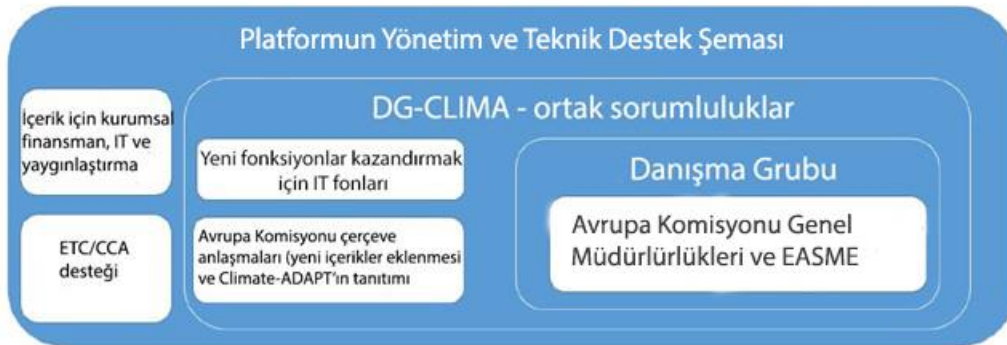 Platformun Yönetim ve Teknik Destek Şeması
İçerik için kurumsal
finansman, IT ve
yaygınlaştırma
ETC/CCA
desteği
DG-CLIMA - ortak sorumluluklar
Yeni fonksiyonlar kazandırmak
için IT fonları
Avrupa Komisyonu çerçeve
anlaşmaları (yeni içerikler eklenmesi
ve Climate-ADAPT'ın tanıtımı
Danışma Grubu
Avrupa Komisyonu Genel
Müdürlürlükleri ve EASME